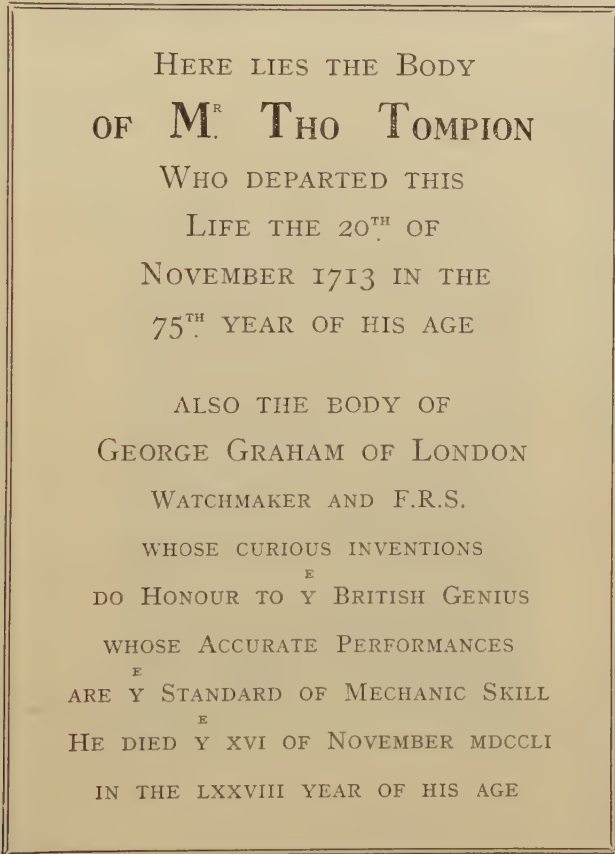 HERE LIES THE BODY
OF Mᴿ. THO TOMPION
WHO DEPARTED THIS
LIFE THE 20ᵀᴴ. OF
NOVEMBER 1713 IN THE
75ᵀᴴ. YEAR OF HIS AGE
ALSO THE BODY OF
GEORGE GRAHAM OF LONDON
WATCHMAKER AND F.R.S.
WHOSE CURIOUS INVENTIONS
DO HONOUR TO Yᴱ BRITISH GENIUS
WHOSE ACCURATE PERFORMANCES
ARE Yᴱ STANDARD OF MECHANIC SKILL
HE DIED Yᴱ XVI OF NOVEMBER MDCCLI
IN THE LXXVIII YEAR OF HIS AGE